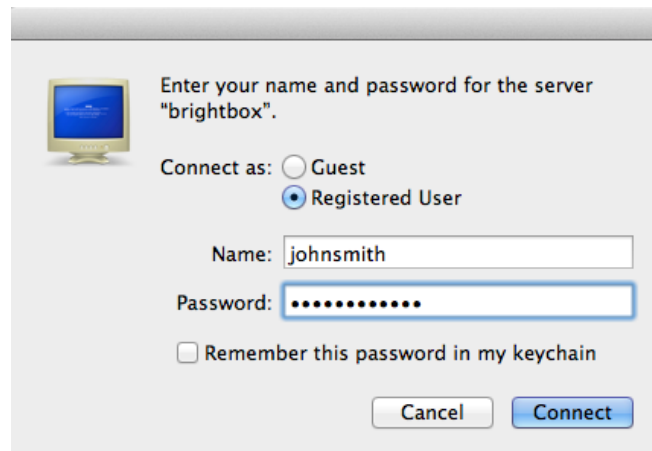 Enter your name and password for the server
“brightbox”.
Connect as: Guest
Registered User
Name: johnsmith
Password: ••••••••••••
Remember this password in my keychain
Cancel Connect